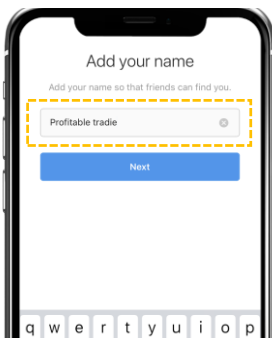 Add your name
Add your name so that friends can find you.
Profitable tradie
Next
q w e r t y u i o p